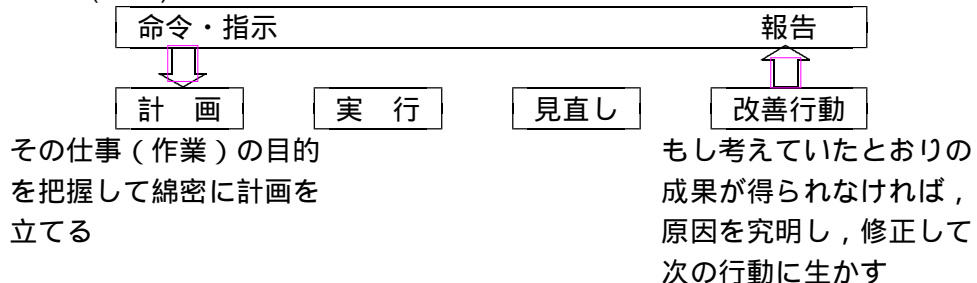 命令・指示 報告
計 画 実 行 見直し 改善行動
その仕事(作業)の目的
を把握して綿密に計画を
立てる
もし考えていたとおりの
成果が得られなければ,
原因を究明し,修正して
次の行動に生かす